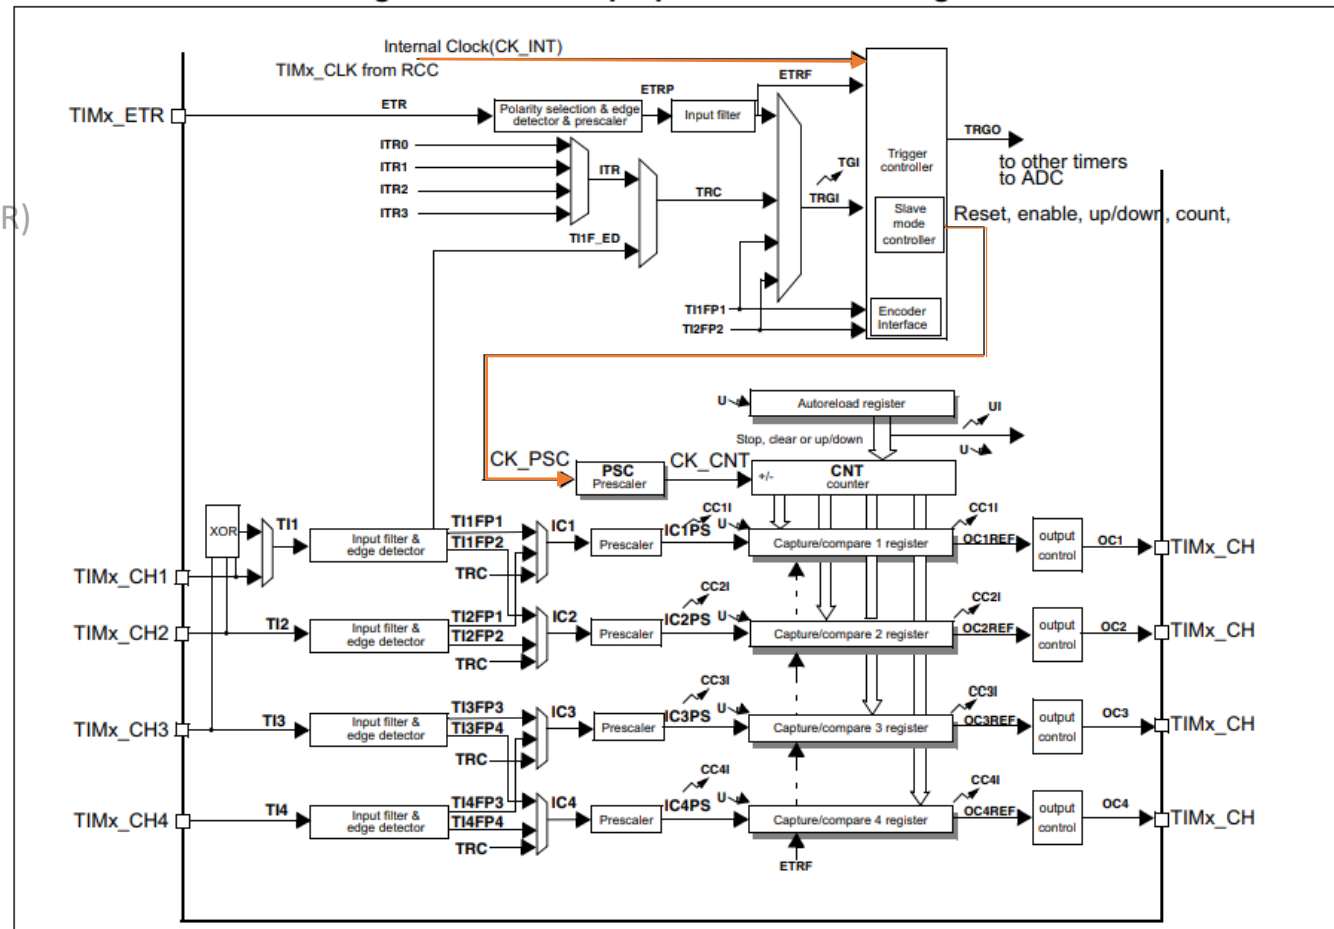 Internal Clock(CK_INT)
TIMx_CLK from RCC
ETRF
ETRP
TIMx_ETR
ETR
Polarity selection & edge
detector & prescaler
Input filter
TRGO
ITR0
ITR1
ITR2
ITR3
ITR
Trigger
controller
to other timers
to ADC
TGI
TRC
TRGI
R)
Slave
mode
controller
Reset, enable, up/down, count,
TI1F_ED
TI1FP1
TI2FP2
Encoder
Interface
U
Autoreload register
UI
Stop, clear or up/down
U
CK_PSC
PSC
Prescaler
CK_CNT
+/-
CNT
counter
XOR
TI1
Input filter &
edge detector
TI1FP1
TI1FP2
TRC
IC1
Prescaler
CC1I
U
IC1PS
Capture/compare 1 register
CC1I
OC1REF
output
control
OC1
TIMx_CH
TIMx_CH1
TIMx_CH2
TI2
Input filter &
edge detector
TI2FP1
TI2FP2
TRC
IC2
Prescaler
CC2I
U
IC2PS
Capture/compare 2 register
CC2I
OC2REF
output
control
OC2
TIMx_CH
TIMx_CH3
TI3
Input filter &
edge detector
TI3FP3
TI3FP4
TRC
IC3
Prescaler
CC3I
U
IC3PS
Capture/compare 3 register
CC3I
OC3REF
output
control
OC3
TIMx_CH
TIMx_CH4
TI4
Input filter &
edge detector
TI4FP3
TI4FP4
TRC
IC4
Prescaler
CC4I
U
IC4PS
Capture/compare 4 register
CC4I
OC4REF
output
control
OC4
TIMx_CH
ETRF